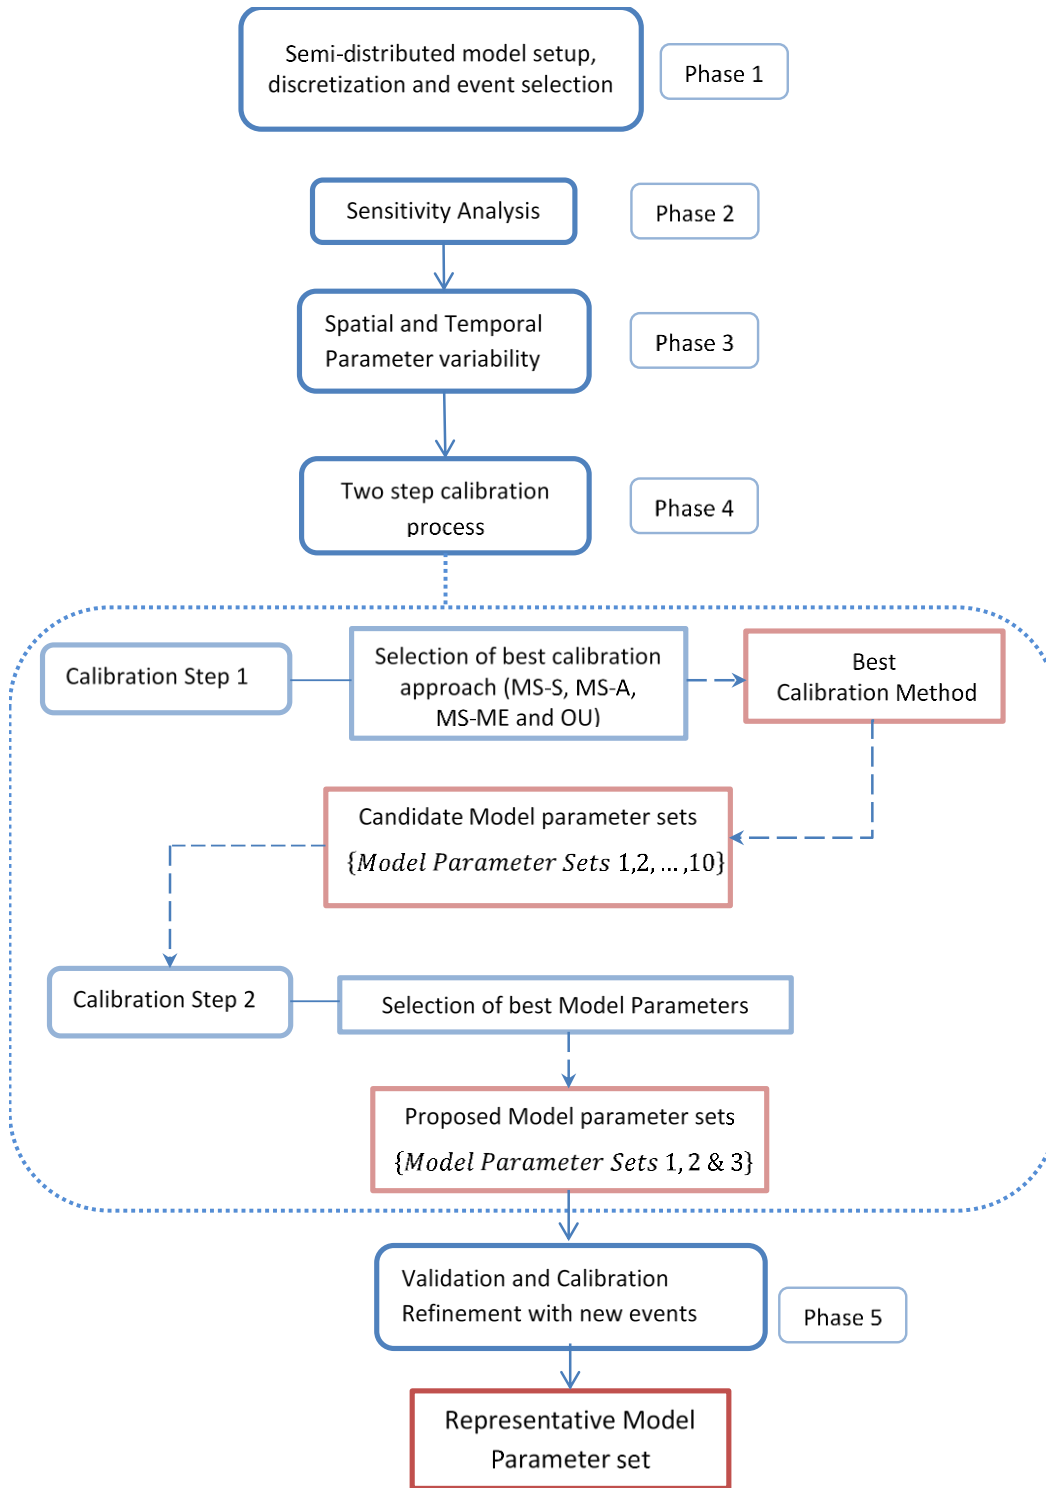 Semi-distributed model setup,
discretization and event selection
Phase 1
Sensitivity Analysis
Phase 2
Spatial and Temporal
Parameter variability
Phase 3
Two step calibration
process
Phase 4
Calibration Step 1
Selection of best calibration
approach (MS-S, MS-A,
MS-ME and OU)
Best
Calibration Method
Candidate Model parameter sets
{Model Parameter Sets 1,2, … ,10}
Calibration Step 2
Selection of best Model Parameters
Proposed Model parameter sets
{Model Parameter Sets 1, 2 & 3}
Validation and Calibration
Refinement with new events
Phase 5
Representative Model
Parameter set